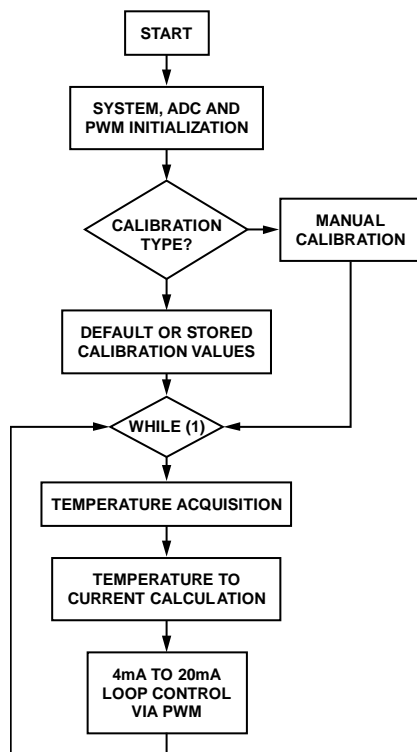 START
SYSTEM, ADC AND
PWM INITIALIZATION
CALIBRATION
TYPE?
MANUAL
CALIBRATION
DEFAULT OR STORED
CALIBRATION VALUES
WHILE (1)
TEMPERATURE ACQUISITION
TEMPERATURE TO
CURRENT CALCULATION
4mA TO 20mA
LOOP CONTROL
VIA PWM